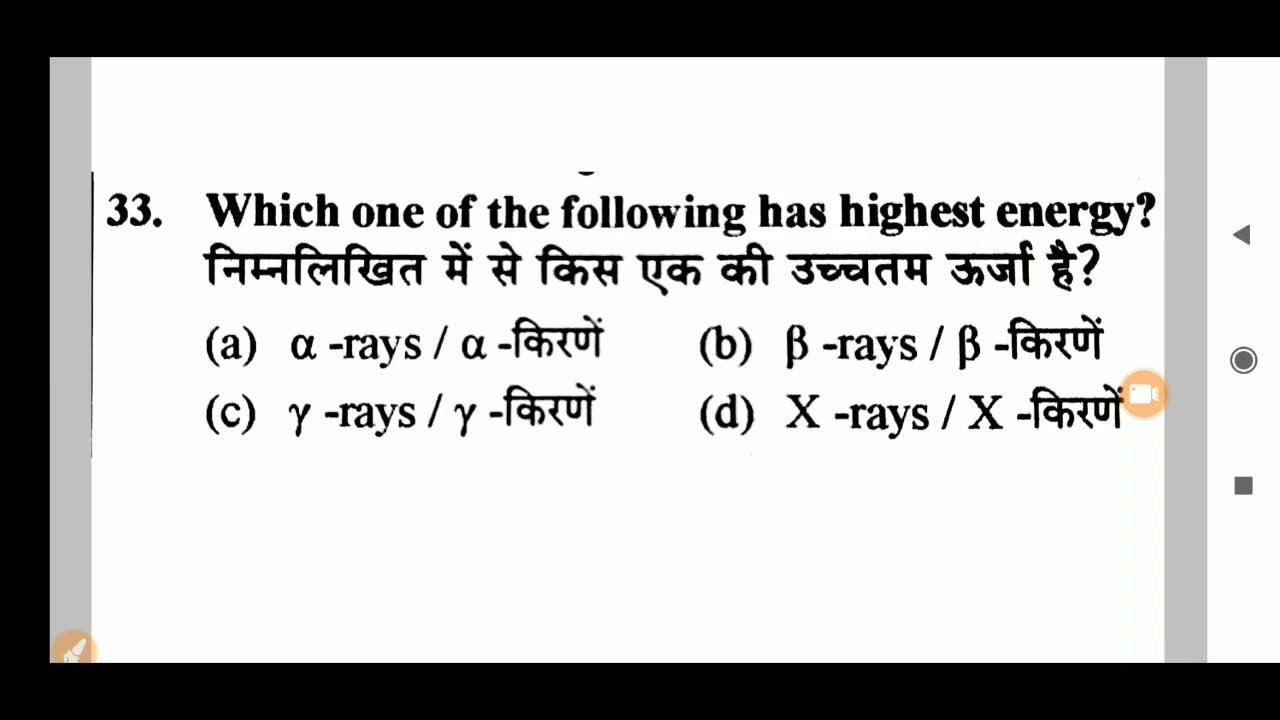 33. Which one of the following has highest energy?
निम्नलिखित में से किस एक की उच्चतम ऊर्जा है?
(a) α -rays / α -किरणें (b) β -rays / β -किरणें
(c) γ -rays / γ -किरणें (d) X -rays / X -किरणें